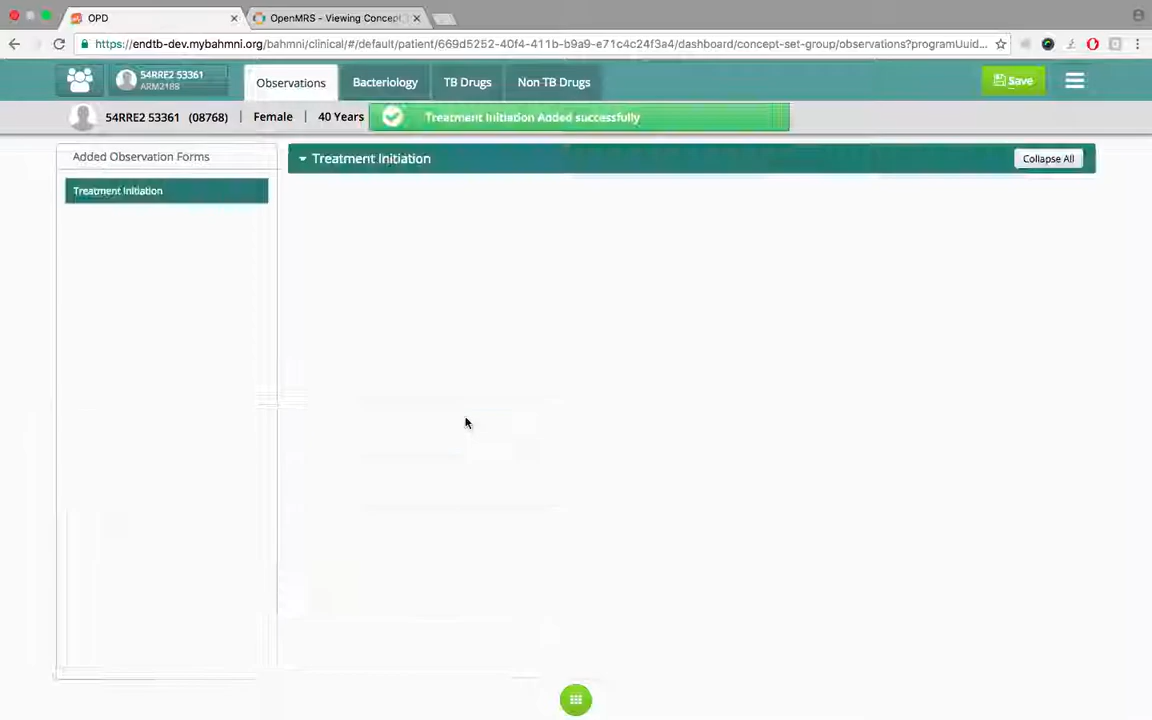 OPD
OpenMRS - Viewing Concept
https://endtb-dev.mybahmni.org/bahmni/clinical/#/default/patient/669d5252-40f4-411b-b9a9-e71c4c24f3a4/dashboard/concept-set-group/observations?programUuid...
54RRE2 53361
ARM2188
Observations
Bacteriology
TB Drugs
Non TB Drugs
Save
54RRE2 53361 (08768) | Female | 40 Years
Treatment Initiation Added successfully
Added Observation Forms
Treatment Initiation
Collapse All
Treatment Initiation